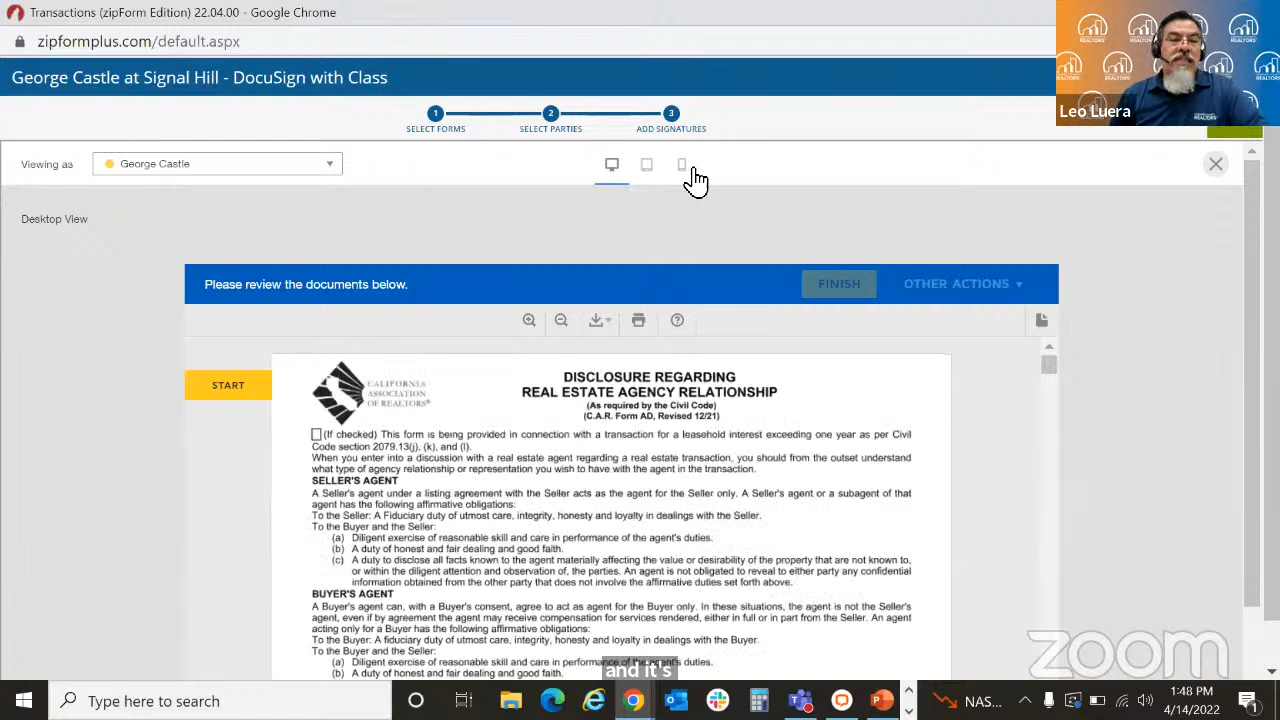 Transactions (zipForm Edition) 22.04.00 - Google Chrome
zipformplus.com/default.aspx
George Castle at Signal Hill - DocuSign with Class
Leo Luera
1 2 3
SELECT FORMS SELECT PARTIES ADD SIGNATURES
Viewing as George Castle
Desktop View
Please review the documents below. FINISH OTHER ACTIONS
START
CALIFORNIA
ASSOCIATION
OF REALTORS®
DISCLOSURE REGARDING
REAL ESTATE AGENCY RELATIONSHIP
(As required by the Civil Code)
(C.A.R. Form AD, Revised 12/21)
(If checked) This form is being provided in connection with a transaction for a leasehold interest exceeding one year as per Civil
Code section 2079.13(j), (k), and (l).
When you enter into a discussion with a real estate agent regarding a real estate transaction, you should from the outset understand
what type of agency relationship or representation you wish to have with the agent in the transaction.
SELLER'S AGENT
A Seller's agent under a listing agreement with the Seller acts as the agent for the Seller only. A Seller's agent or a subagent of that
agent has the following affirmative obligations:
To the Seller: A Fiduciary duty of utmost care, integrity, honesty and loyalty in dealings with the Seller.
To the Buyer and the Seller:
(a) Diligent exercise of reasonable skill and care in performance of the agent's duties.
(b) A duty of honest and fair dealing and good faith.
(c) A duty to disclose all facts known to the agent materially affecting the value or desirability of the property that are not known to,
or within the diligent attention and observation of, the parties. An agent is not obligated to reveal to either party any confidential
information obtained from the other party that does not involve the affirmative duties set forth above.
BUYER'S AGENT
A Buyer's agent can, with a Buyer's consent, agree to act as agent for the Buyer only. In these situations, the agent is not the Seller's
agent, even if by agreement the agent may receive compensation for services rendered, either in full or in part from the Seller. An agent
acting only for a Buyer has the following affirmative obligations:
To the Buyer: A fiduciary duty of utmost care, integrity, honesty and loyalty in dealings with the Buyer.
To the Buyer and the Seller:
(a) Diligent exercise of reasonable skill and care in performance of the agent's duties.
(b) A duty of honest and fair dealing and good faith.
and it's
zoom
Type here to search
NAS...
1:48 PM
4/14/2022
1